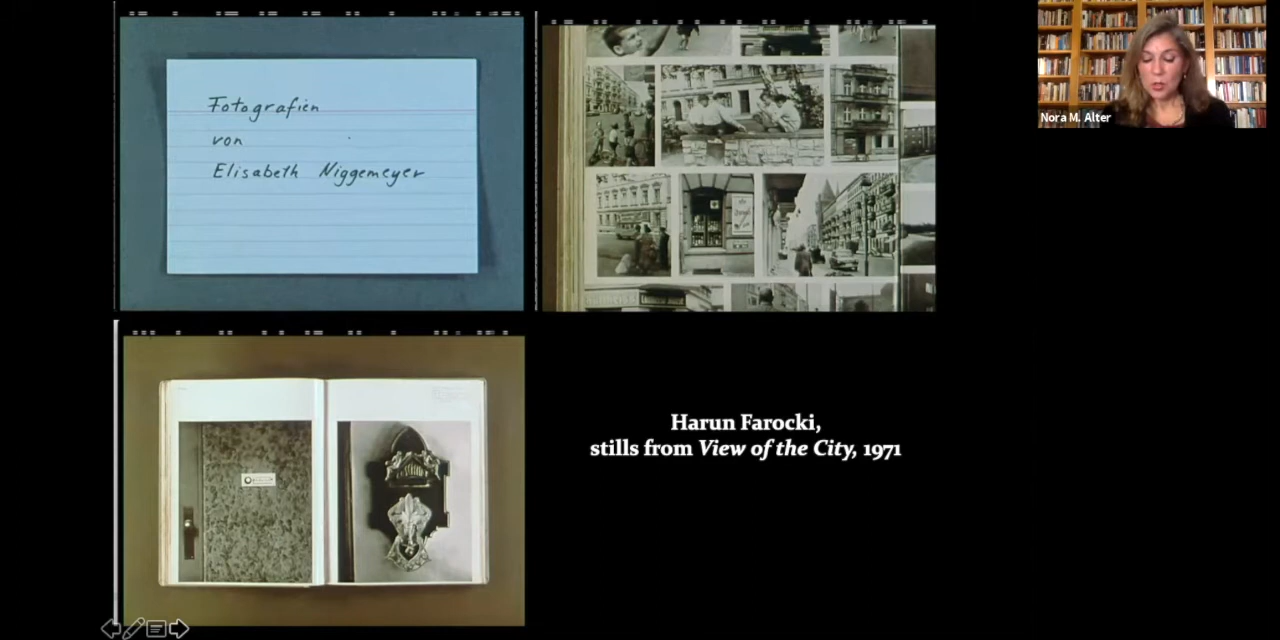 Fotografien
von
Elisabeth Niggemeyer
Nora M. Alter
Harun Farocki,
stills from View of the City, 1971